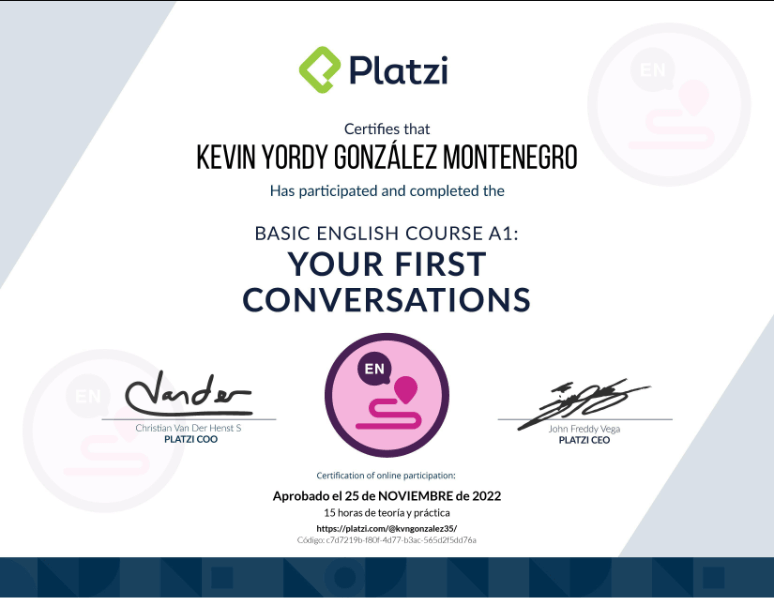 Platzi
EN
Certifies that
KEVIN YORDY GONZÁLEZ MONTENEGRO
Has participated and completed the
BASIC ENGLISH COURSE A1:
YOUR FIRST
CONVERSATIONS
EN
EN
Vander
Christian Van Der Henst S
PLATZI COO
John Freddy Vega
PLATZI CEO
Certification of online participation:
Aprobado el 25 de NOVIEMBRE de 2022
15 horas de teoría y práctica
https://platzi.com/@kvngonzalez35/
Código: c7d7219b-f80f-4d77-b3ac-565d2f5dd76a